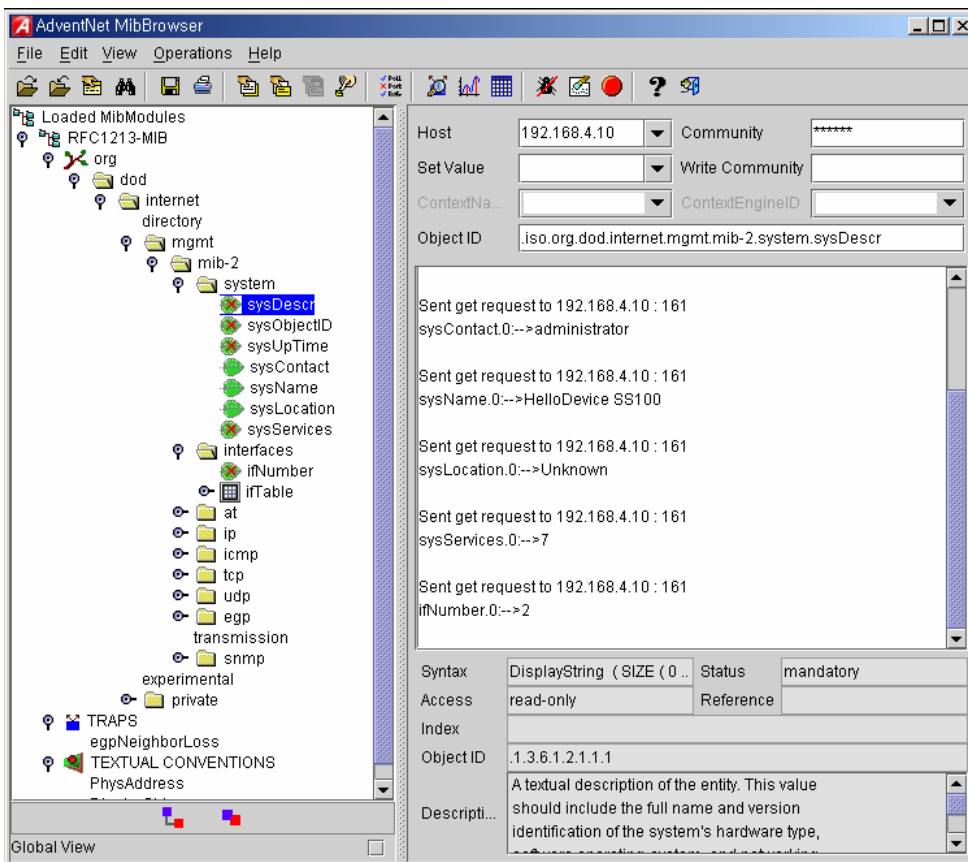 AdventNet MibBrowser
File Edit View Operations Help
Loaded MibModules
RFC1213-MIB
org
dod
internet
directory
mgmt
mib-2
system
sysDescr
sysObjectID
sysUpTime
sysContact
sysName
sysLocation
sysServices
interfaces
ifNumber
ifTable
at
ip
icmp
tcp
udp
egp
transmission
snmp
experimental
private
TRAPS
egpNeighborLoss
TEXTUAL CONVENTIONS
PhysAddress
Global View
Host 192.168.4.10 Community ******
Set Value Write Community
ContextNa... ContextEngineID
Object ID .iso.org.dod.internet.mgmt.mib-2.system.sysDescr
Sent get request to 192.168.4.10 : 161
sysContact.0:-->administrator
Sent get request to 192.168.4.10 : 161
sysName.0:-->HelloDevice SS100
Sent get request to 192.168.4.10 : 161
sysLocation.0:-->Unknown
Sent get request to 192.168.4.10 : 161
sysServices.0:-->7
Sent get request to 192.168.4.10 : 161
ifNumber.0:-->2
Syntax DisplayString ( SIZE ( 0 .. Status mandatory
Access read-only Reference
Index
Object ID .1.3.6.1.2.1.1.1
Descripti... A textual description of the entity. This value
should include the full name and version
identification of the system's hardware type,